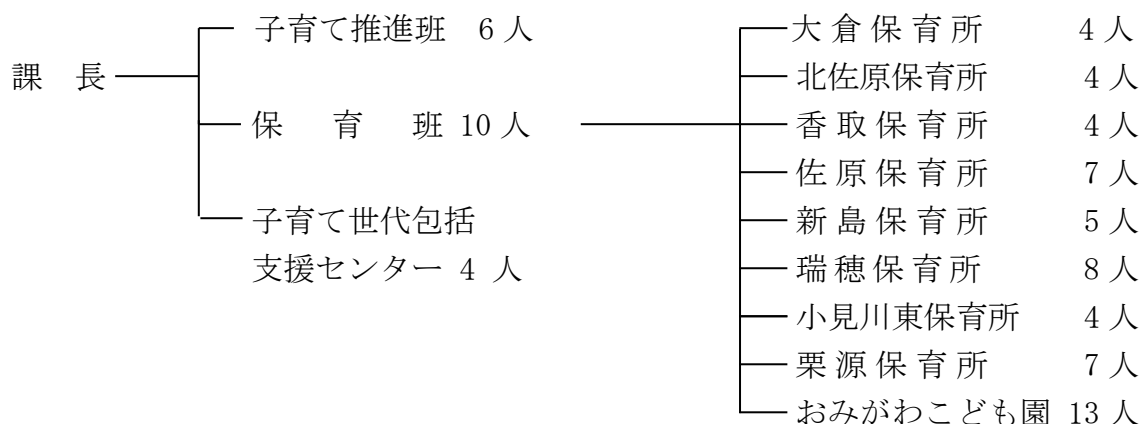 子育て推進班 6人
課長
保育班 10人
子育て世代包括
支援センター 4人
大倉保育所 4人
北佐原保育所 4人
香取保育所 4人
佐原保育所 7人
新島保育所 5人
瑞穂保育所 8人
小見川東保育所 4人
栗源保育所 7人
おみがわこども園 13人